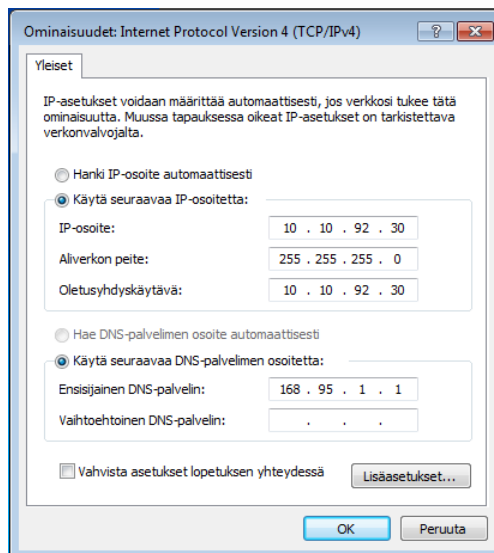 Ominaisuudet: Internet Protocol Version 4 (TCP/IPv4)
Yleiset
IP-asetukset voidaan määrittää automaattisesti, jos verkkosi tukee tätä
ominaisuutta. Muussa tapauksessa oikeat IP-asetukset on tarkistettava
verkonvalvojalta.
Hanki IP-osoite automaattisesti
Käytä seuraavaa IP-osoitetta:
IP-osoite: 10 . 10 . 92 . 30
Aliverkon peite: 255 . 255 . 255 . 0
Oletusyhdyskäytävä: 10 . 10 . 92 . 30
Hae DNS-palvelimen osoite automaattisesti
Käytä seuraavaa DNS-palvelimen osoitetta:
Ensisijainen DNS-palvelin: 168 . 95 . 1 . 1
Vaihtoehtoinen DNS-palvelin: . . .
Vahvista asetukset lopetuksen yhteydessä Lisäasetukset...
OK Peruuta